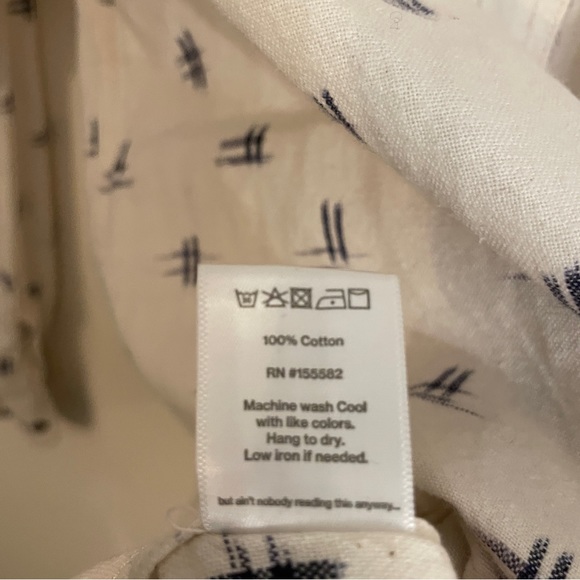 100% Cotton
RN #155582
Machine wash Cool
with like colors.
Hang to dry.
Low iron if needed.
but ain't nobody reading this anyway...